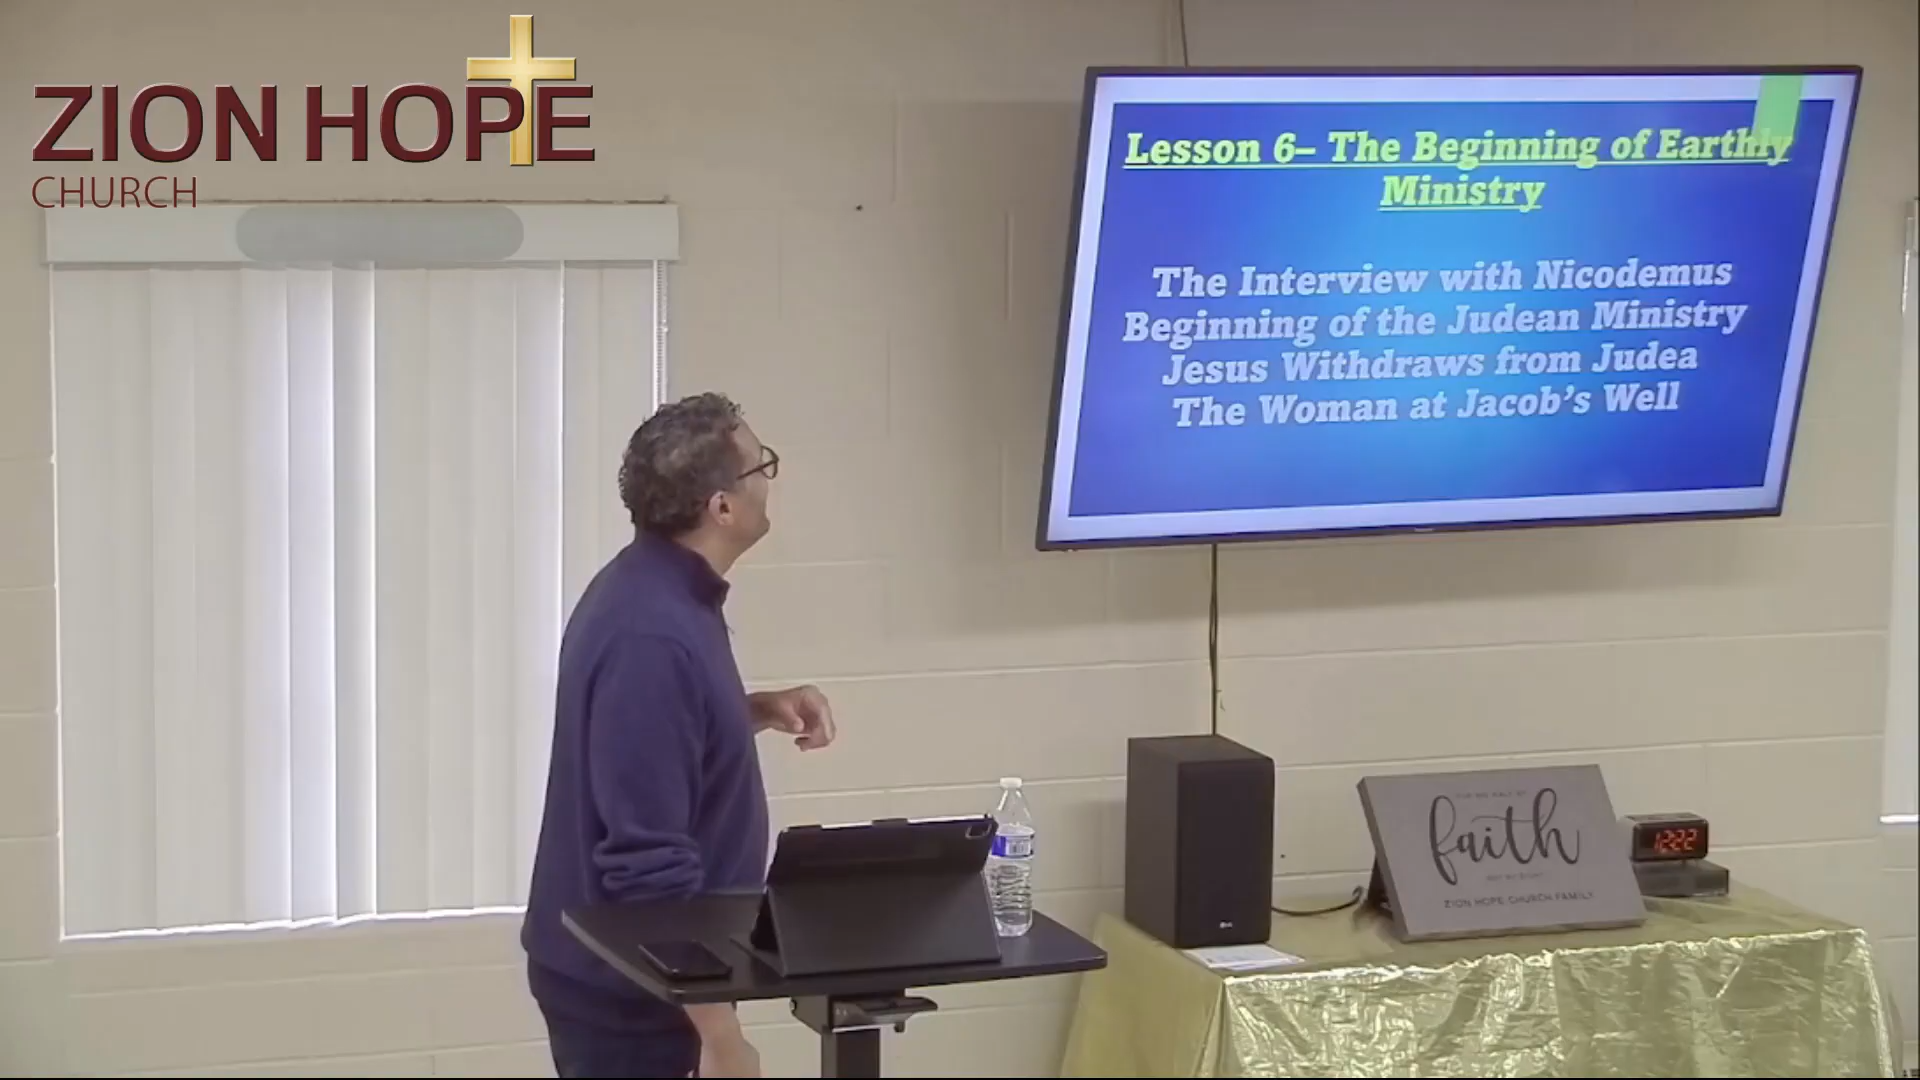 ZION HOPE
CHURCH
Lesson 6– The Beginning of Earthly
Ministry
The Interview with Nicodemus
Beginning of the Judean Ministry
Jesus Withdraws from Judea
The Woman at Jacob's Well
faith
ZION HOPE CHURCH FAMILY
12:22
LG